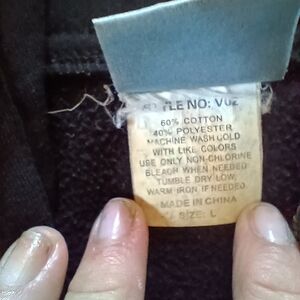 STYLE NO: V02
60% COTTON
40% POLYESTER
MACHINE WASH COLD
WITH LIKE COLORS
USE ONLY NON-CHLORINE
BLEACH WHEN NEEDED
TUMBLE DRY LOW,
WARM IRON IF NEEDED
MADE IN CHINA
SIZE: L